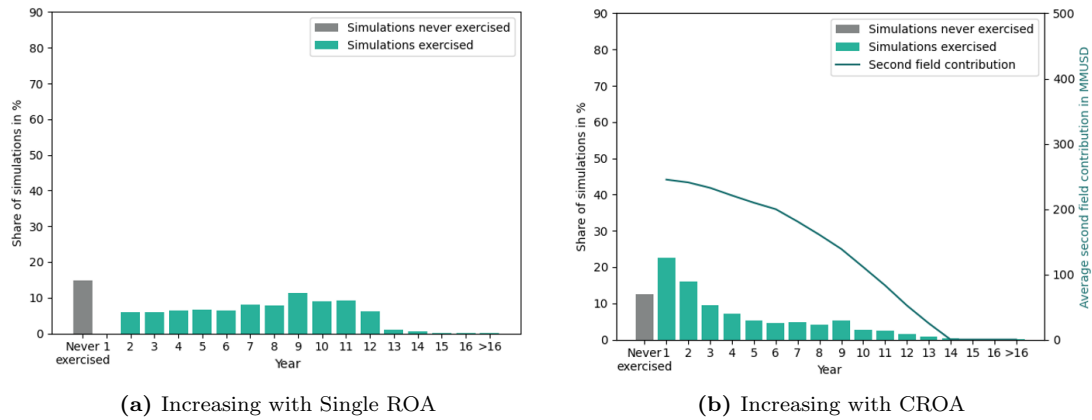 90
80
70
60
50
40
30
20
10
0
Share of simulations in %
Simulations never exercised
Simulations exercised
Never exercised
1 2 3 4 5 6 7 8 9 10 11 12 13 14 15 16 >16
Year
(a) Increasing with Single ROA
90
80
70
60
50
40
30
20
10
0
Share of simulations in %
Simulations never exercised
Simulations exercised
Second field contribution
500
400
300
200
100
0
Average second field contribution in MMUSD
Never exercised
1 2 3 4 5 6 7 8 9 10 11 12 13 14 15 16 >16
Year
(b) Increasing with CROA